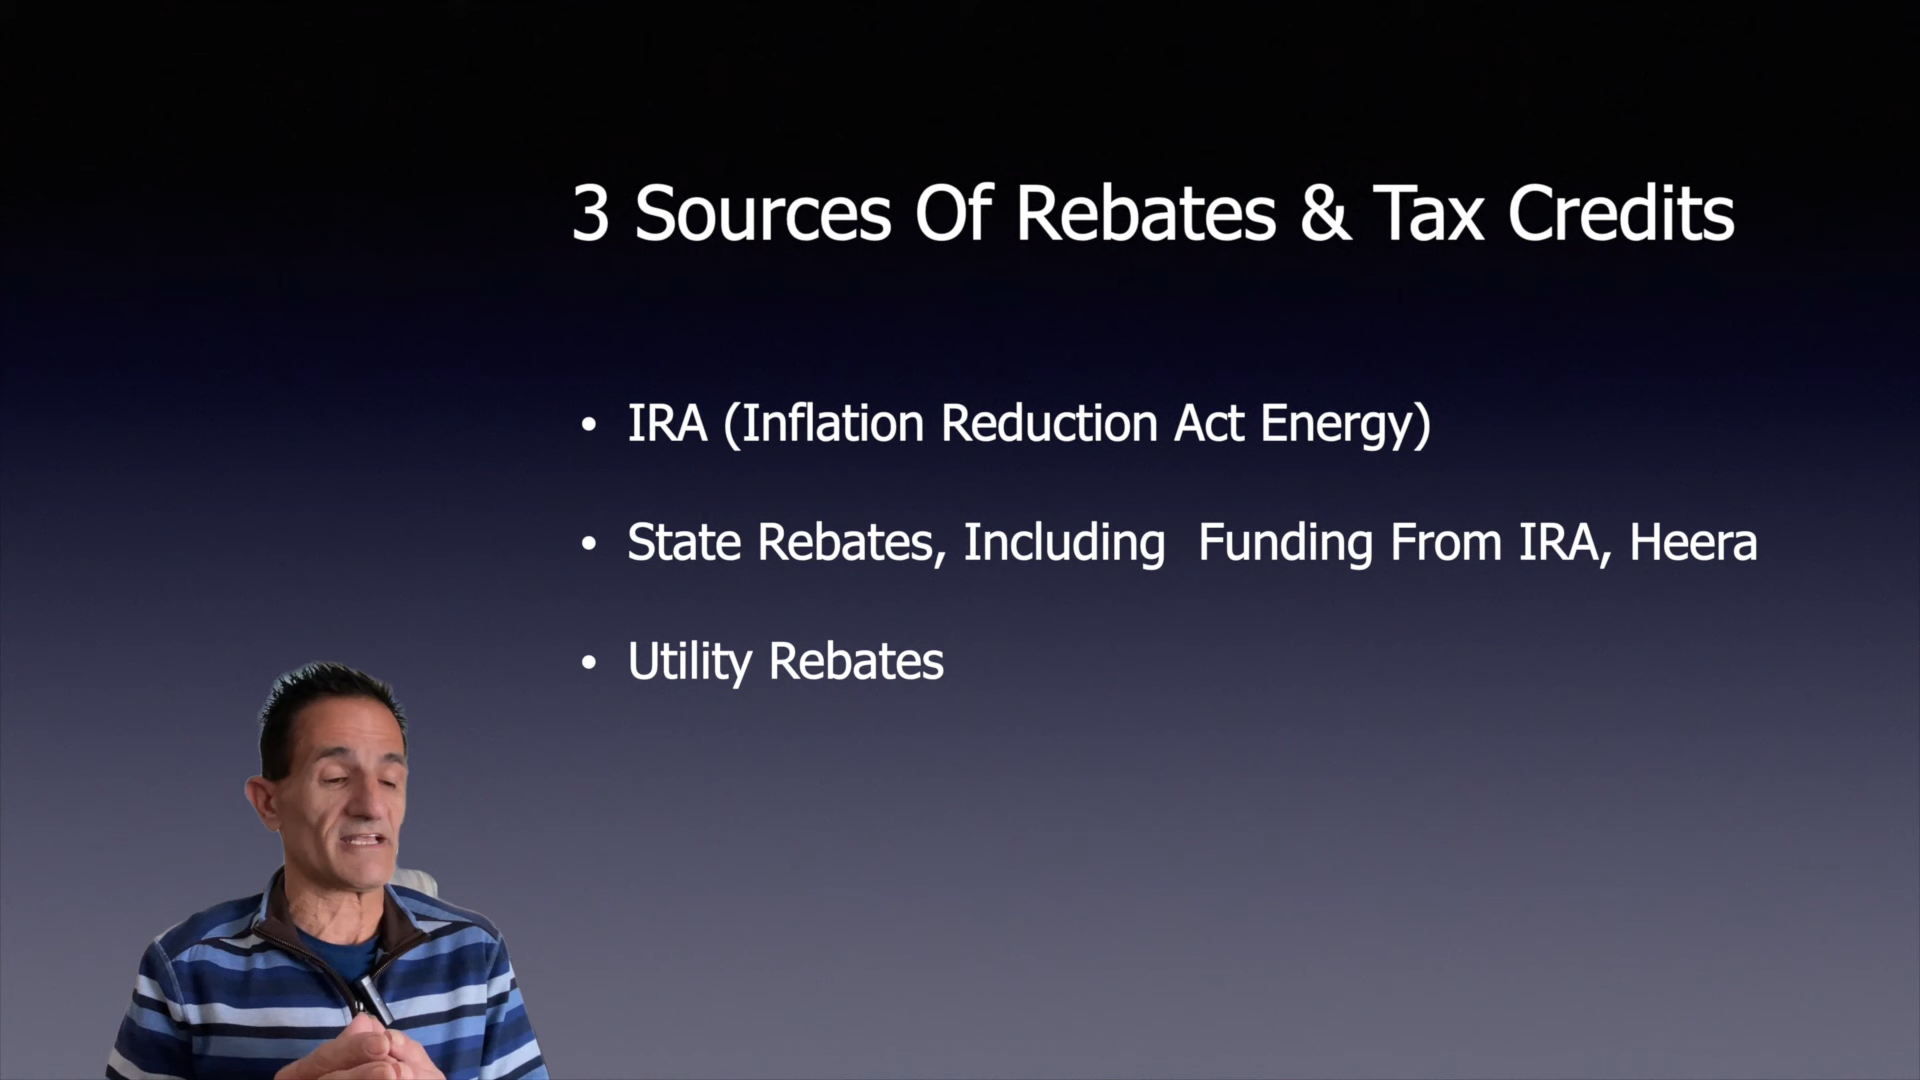 3 Sources Of Rebates & Tax Credits
• IRA (Inflation Reduction Act Energy)
• State Rebates, Including  Funding From IRA, Heera
• Utility Rebates